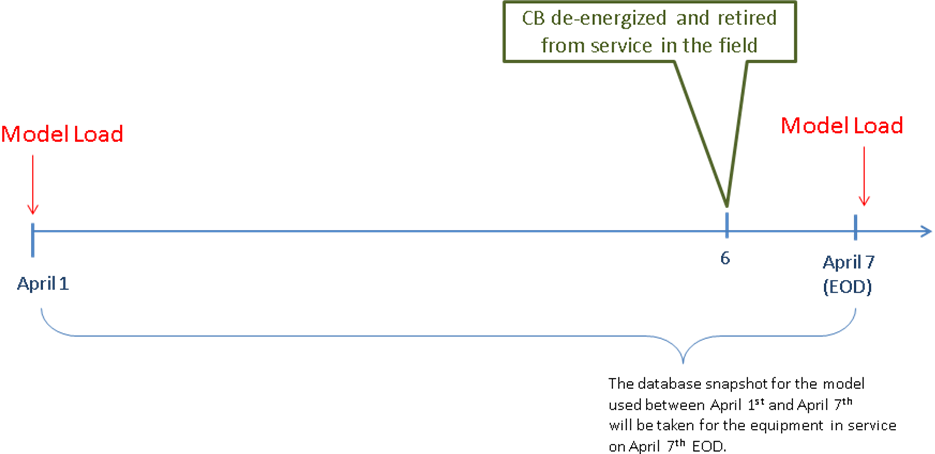 CB de-energized and retired
from service in the field
Model Load
Model Load
April 1
6
April 7
(EOD)
The database snapshot for the model
used between April 1st and April 7th
will be taken for the equipment in service
on April 7th EOD.